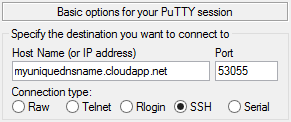 Basic options for your PuTTY session
Specify the destination you want to connect to
Host Name (or IP address) Port
myuniquednsname.cloudapp.net 53055
Connection type:
Raw Telnet Rlogin SSH Serial